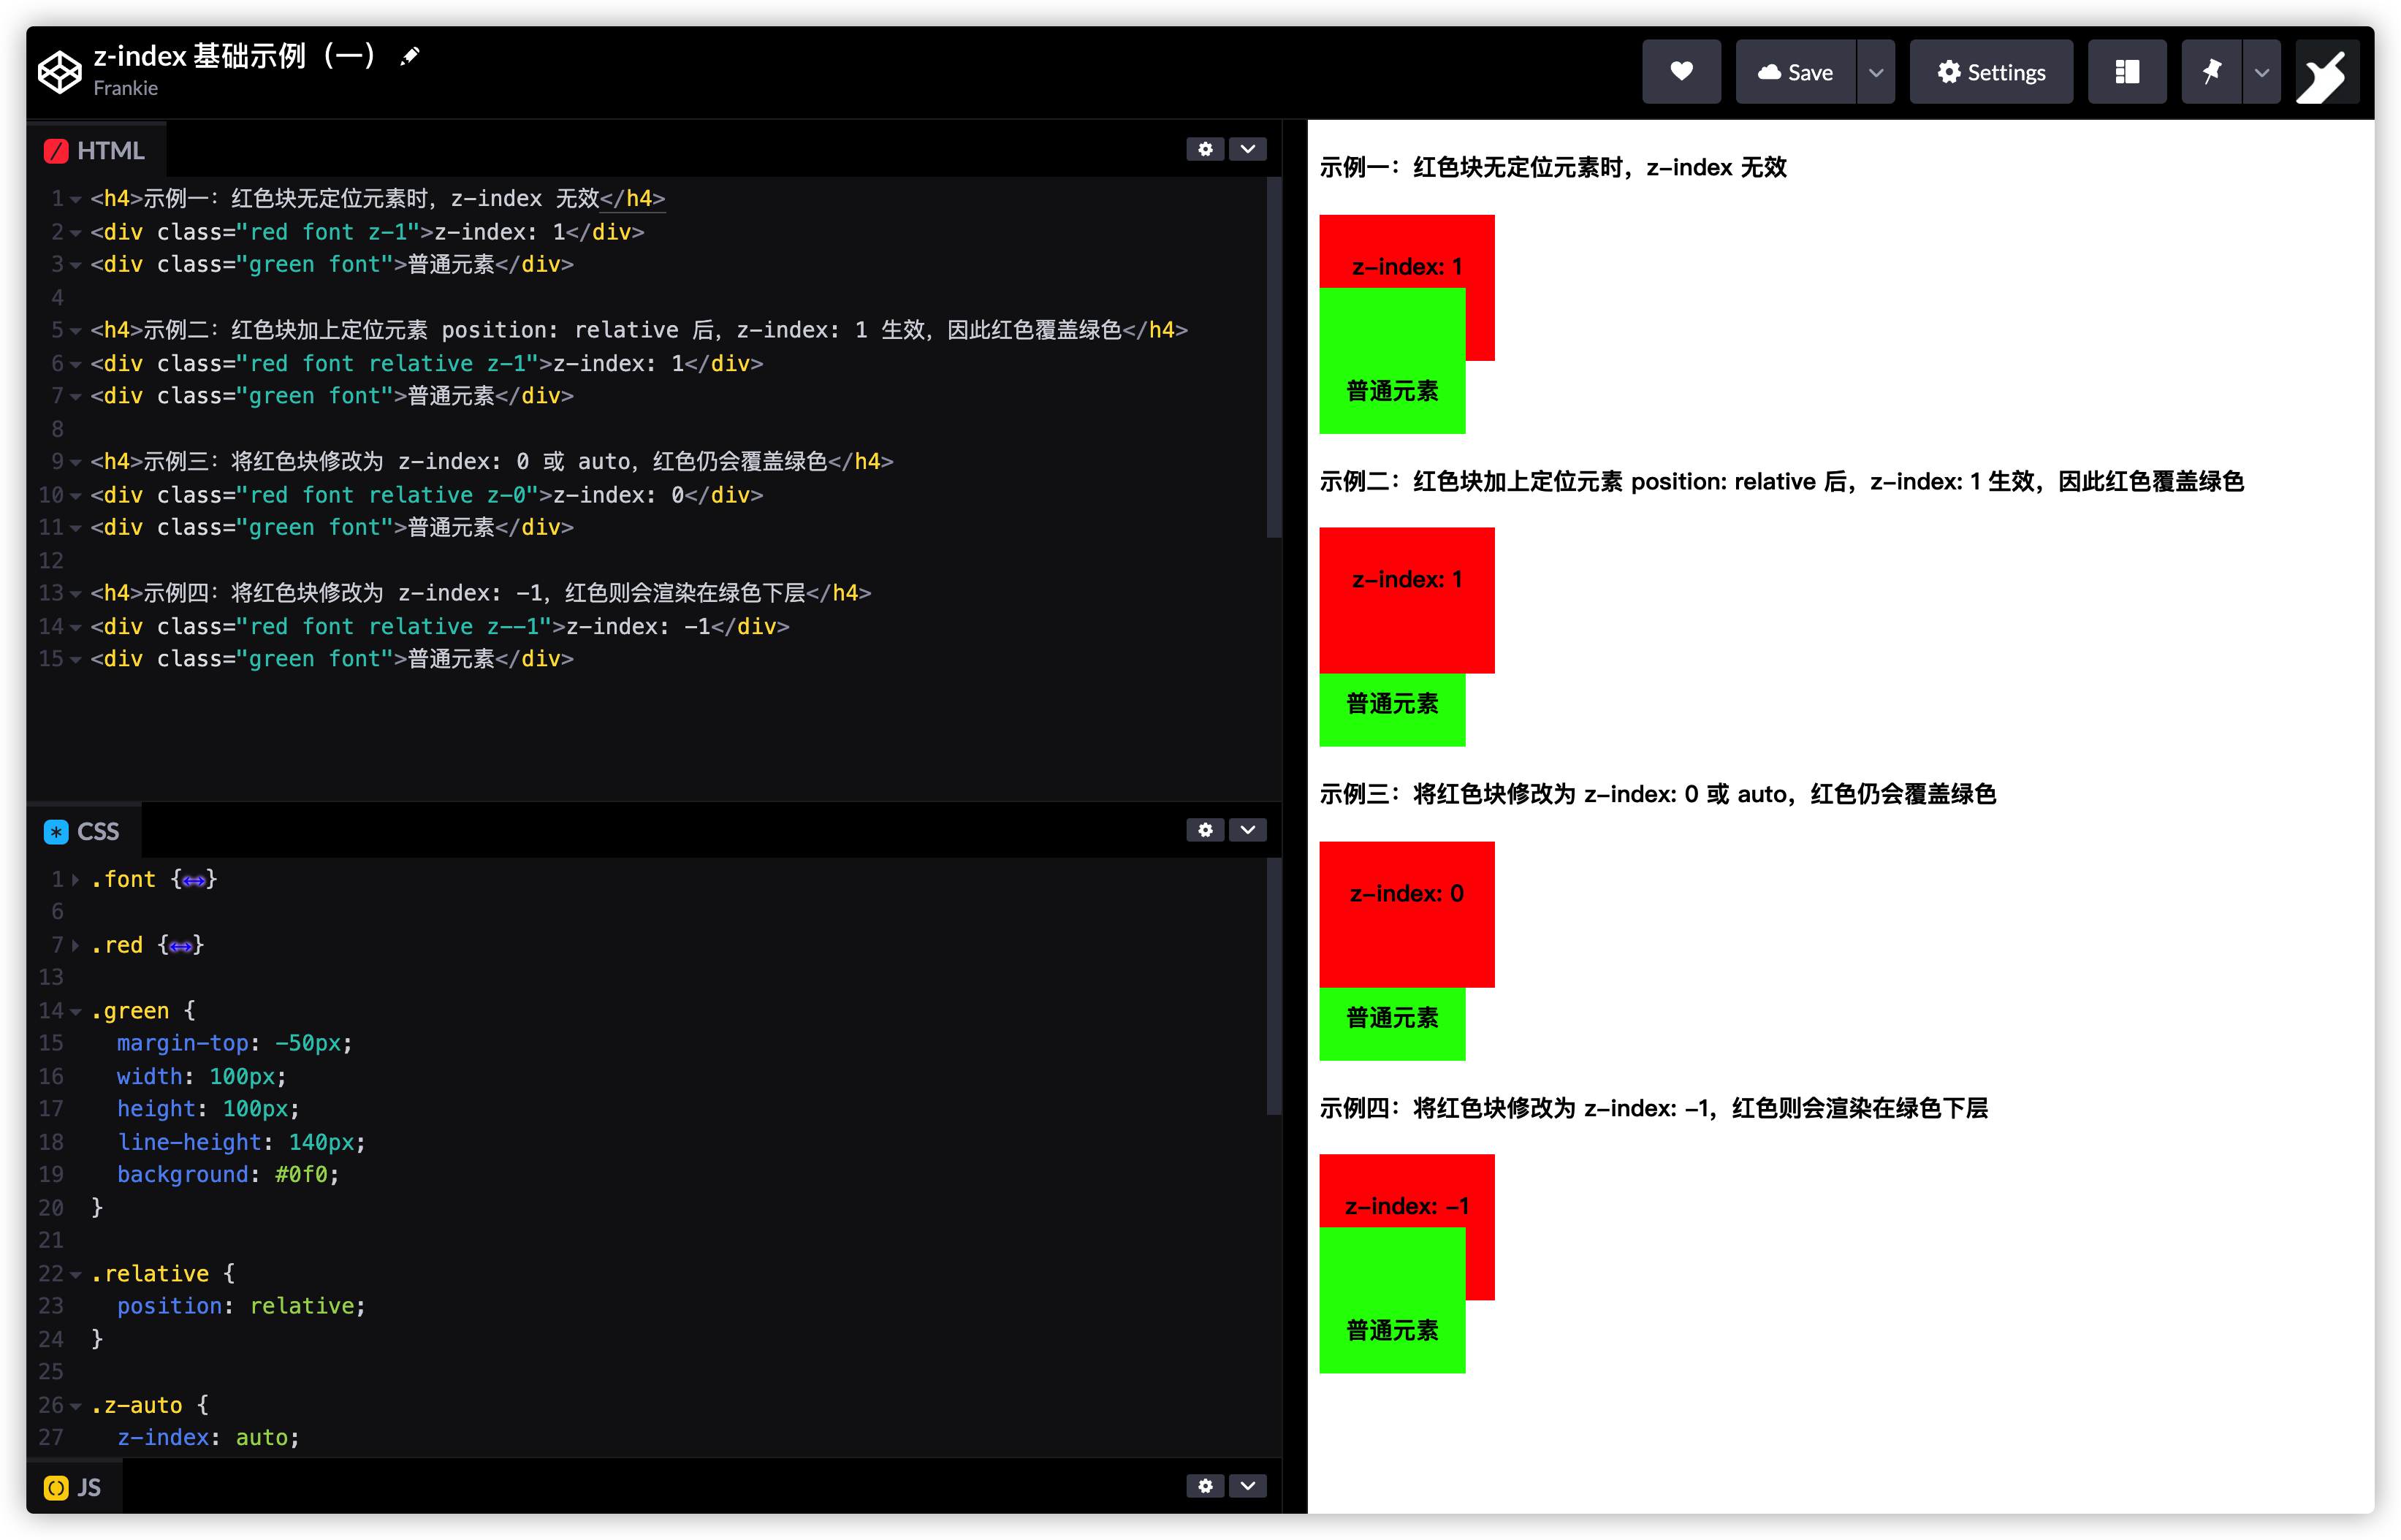 z-index 基础示例（一）
Frankie
Save
Settings
HTML
1 <h4>示例一：红色块无定位元素时，z-index 无效</h4>
2 <div class="red font z-1">z-index: 1</div>
3 <div class="green font">普通元素</div>
4
5 <h4>示例二：红色块加上定位元素 position: relative 后，z-index: 1 生效，因此红色覆盖绿色</h4>
6 <div class="red font relative z-1">z-index: 1</div>
7 <div class="green font">普通元素</div>
8
9 <h4>示例三：将红色块修改为 z-index: 0 或 auto，红色仍会覆盖绿色</h4>
10 <div class="red font relative z-0">z-index: 0</div>
11 <div class="green font">普通元素</div>
12
13 <h4>示例四：将红色块修改为 z-index: -1，红色则会渲染在绿色下层</h4>
14 <div class="red font relative z--1">z-index: -1</div>
15 <div class="green font">普通元素</div>
CSS
1 .font {↔}
6
7 .red {↔}
13
14 .green {
15 margin-top: -50px;
16 width: 100px;
17 height: 100px;
18 line-height: 140px;
19 background: #0f0;
20 }
21
22 .relative {
23 position: relative;
24 }
25
26 .z-auto {
27 z-index: auto;
JS
示例一：红色块无定位元素时，z-index 无效
z-index: 1
普通元素
示例二：红色块加上定位元素 position: relative 后，z-index: 1 生效，因此红色覆盖绿色
z-index: 1
普通元素
示例三：将红色块修改为 z-index: 0 或 auto，红色仍会覆盖绿色
z-index: 0
普通元素
示例四：将红色块修改为 z-index: -1，红色则会渲染在绿色下层
z-index: -1
普通元素